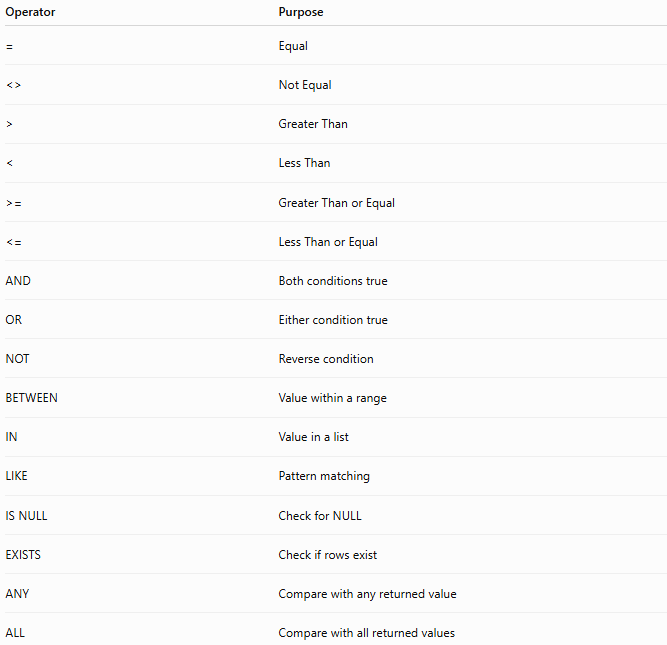 Operator Purpose
= Equal
<> Not Equal
> Greater Than
< Less Than
>= Greater Than or Equal
<= Less Than or Equal
AND Both conditions true
OR Either condition true
NOT Reverse condition
BETWEEN Value within a range
IN Value in a list
LIKE Pattern matching
IS NULL Check for NULL
EXISTS Check if rows exist
ANY Compare with any returned value
ALL Compare with all returned values